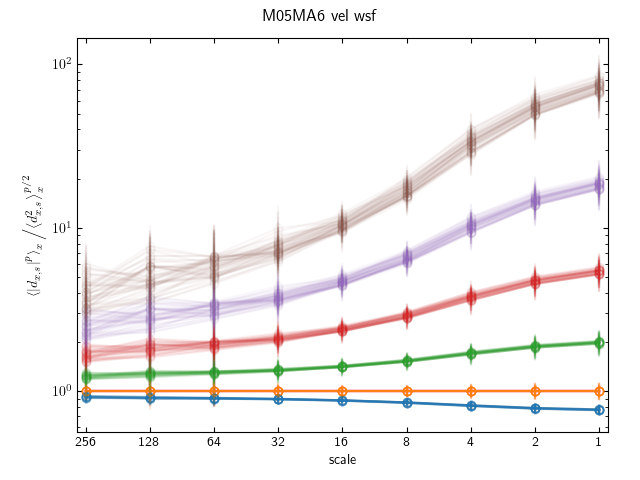 M05MA6 vel wsf
10²
10¹
10⁰
⟨|d_{x,s}|^p⟩_x / ⟨d²_{x,s}⟩_x^{p/2}
256 128 64 32 16 8 4 2 1
scale